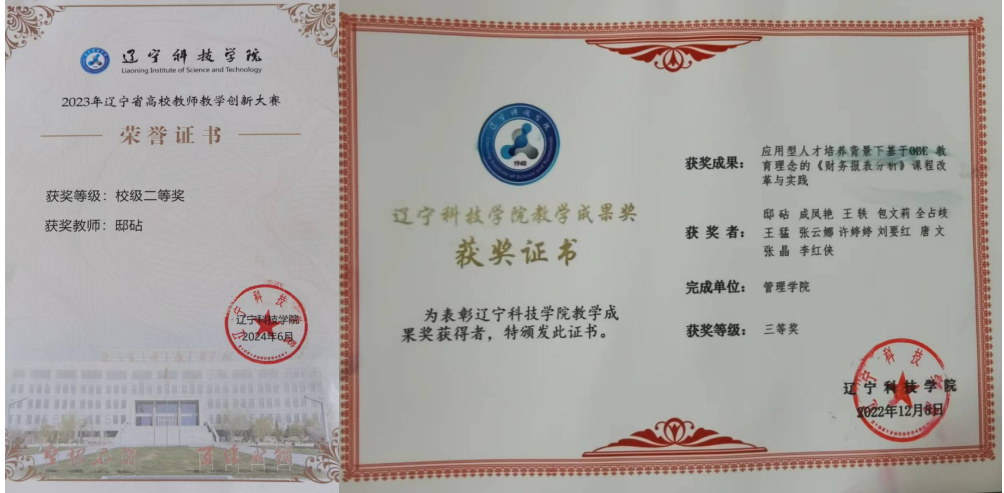 辽宁科技学院
Liaoning Institute of Science and Technology
2023年辽宁省高校教师教学创新大赛
荣誉证书
获奖等级：校级二等奖
获奖教师：邸砧
辽宁科技学院
2024年6月
辽宁科技学院
1948
辽宁科技学院教学成果奖
获奖证书
为表彰辽宁科技学院教学成
果奖获得者，特颁发此证书。
获奖成果： 应用型人才培养背景下基于OBE 教
育理念的《财务报表分析》课程改
革与实践
获 奖 者： 邸 砧 成凤艳 王 轶 包文莉 全占岐
王 猛 张云娜 许婷婷 刘要红 唐 文
张 晶 李红侠
完成单位： 管理学院
获奖等级： 三等奖
辽宁科技学院
2022年12月8日